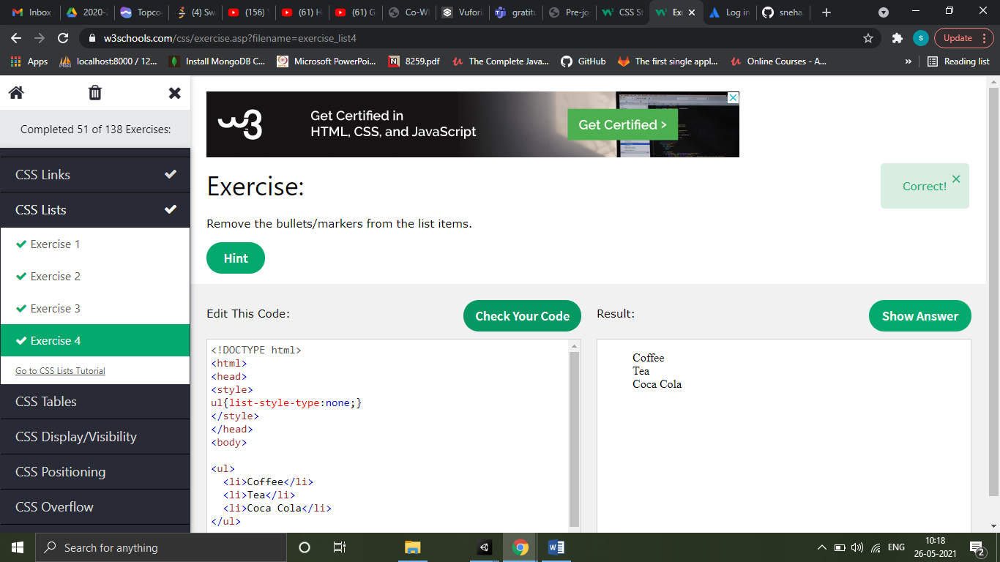 Inbox
2020-
Topco
(4) Sw
(156)
(61) H
(61) G
Co-W
Vufori
gratitu
Pre-jo
CSS St
Exe
Log in
sneha
w3schools.com/css/exercise.asp?filename=exercise_list4
s
Update
Apps
localhost:8000 / 12...
Install MongoDB C...
Microsoft PowerPoi...
8259.pdf
The Complete Java...
GitHub
The first single appl...
Online Courses - A...
»
Reading list
Completed 51 of 138 Exercises:
CSS Links
CSS Lists
Exercise 1
Exercise 2
Exercise 3
Exercise 4
Go to CSS Lists Tutorial
CSS Tables
CSS Display/Visibility
CSS Positioning
CSS Overflow
w3
Get Certified in
HTML, CSS, and JavaScript
Get Certified >
Exercise:
Correct!
Remove the bullets/markers from the list items.
Hint
Edit This Code:
Check Your Code
Result:
Show Answer
<!DOCTYPE html>
<html>
<head>
<style>
ul{list-style-type:none;}
</style>
</head>
<body>
<ul>
<li>Coffee</li>
<li>Tea</li>
<li>Coca Cola</li>
</ul>
Coffee
Tea
Coca Cola
Search for anything
ENG
10:18
26-05-2021
2